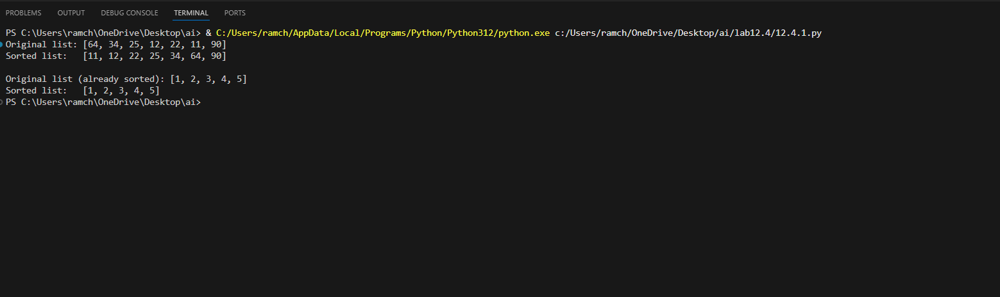 PROBLEMS OUTPUT DEBUG CONSOLE TERMINAL PORTS
PS C:\Users\ramch\OneDrive\Desktop\ai> & C:/Users/ramch/AppData/Local/Programs/Python/Python312/python.exe c:/Users/ramch/OneDrive/Desktop/ai/lab12.4/12.4.1.py
Original list: [64, 34, 25, 12, 22, 11, 90]
Sorted list:   [11, 12, 22, 25, 34, 64, 90]
Original list (already sorted): [1, 2, 3, 4, 5]
Sorted list:   [1, 2, 3, 4, 5]
PS C:\Users\ramch\OneDrive\Desktop\ai>